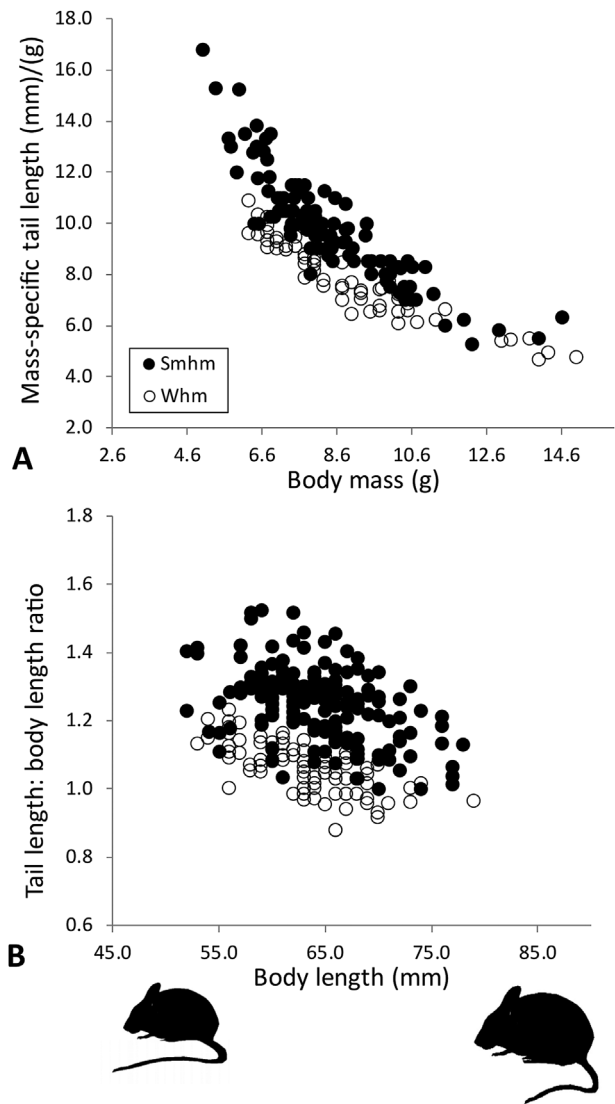 18.0
16.0
14.0
12.0
10.0
8.0
6.0
4.0
2.0
Mass-specific tail length (mm)/(g)
Smhm
Whm
2.6 4.6 6.6 8.6 10.6 12.6 14.6
A
Body mass (g)
1.8
1.6
1.4
1.2
1.0
0.8
0.6
Tail length: body length ratio
45.0 55.0 65.0 75.0 85.0
B
Body length (mm)